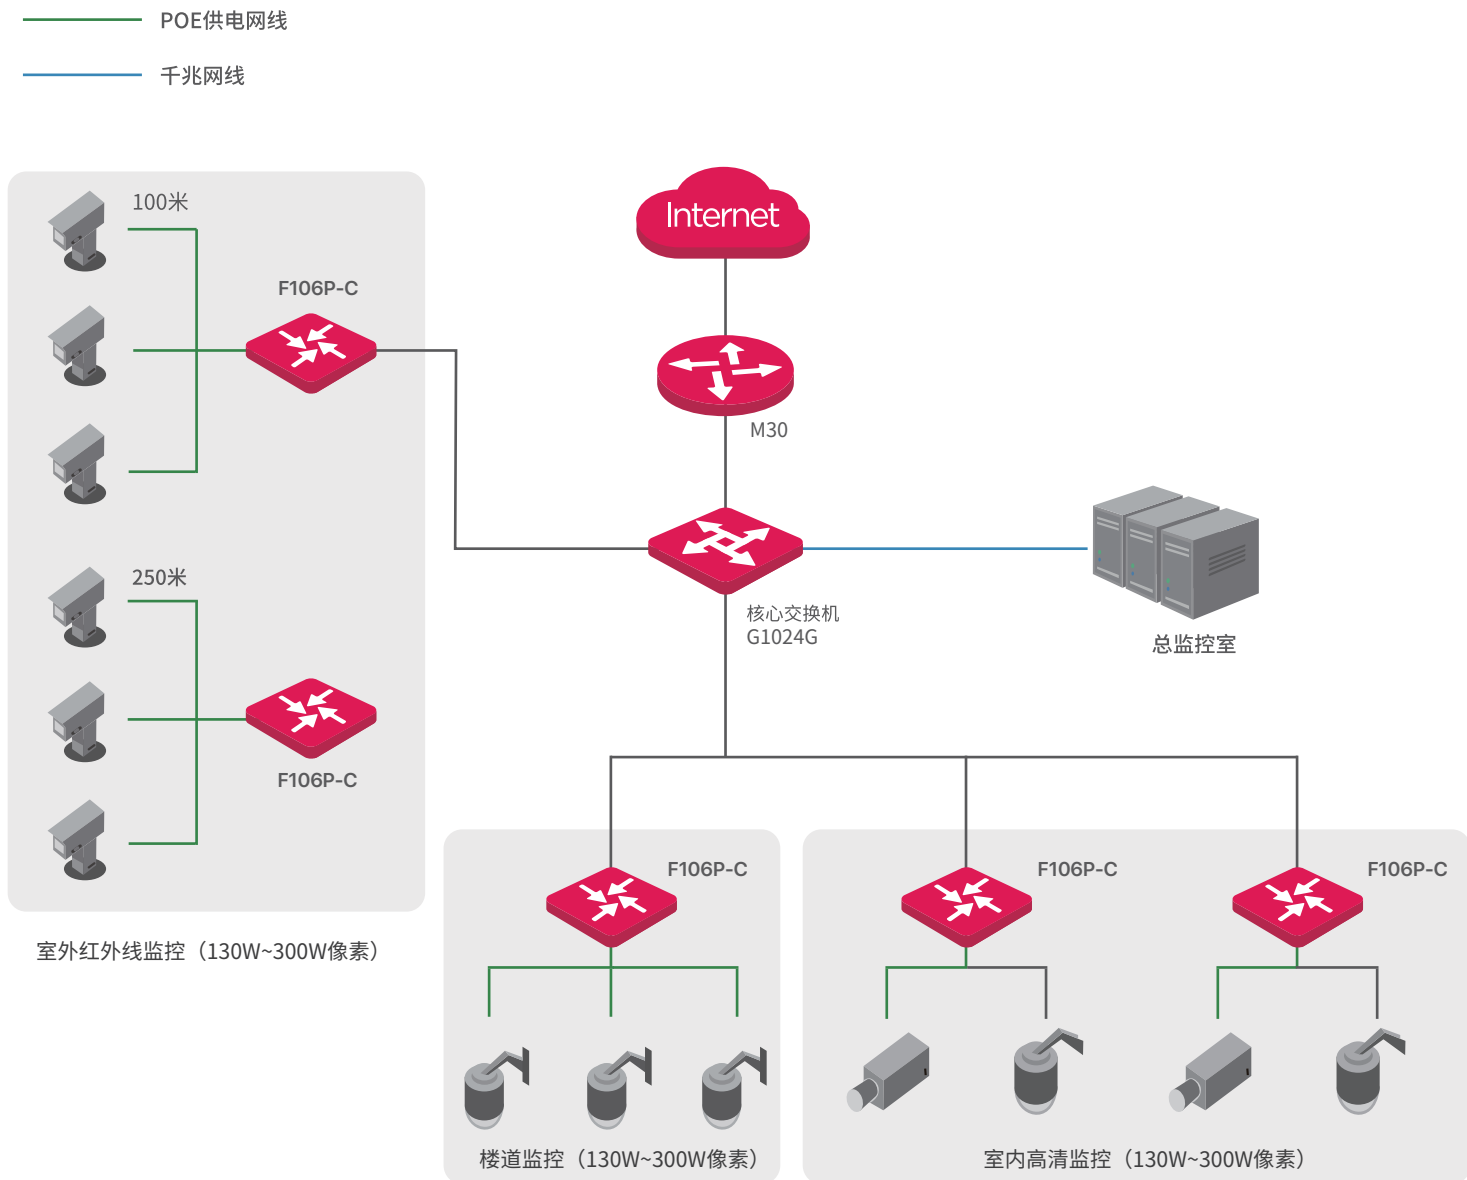 POE供电网线
千兆网线
100米
F106P-C
250米
F106P-C
室外红外线监控（130W~300W像素）
Internet
M30
核心交换机
G1024G
总监控室
F106P-C
楼道监控（130W~300W像素）
F106P-C
F106P-C
室内高清监控（130W~300W像素）